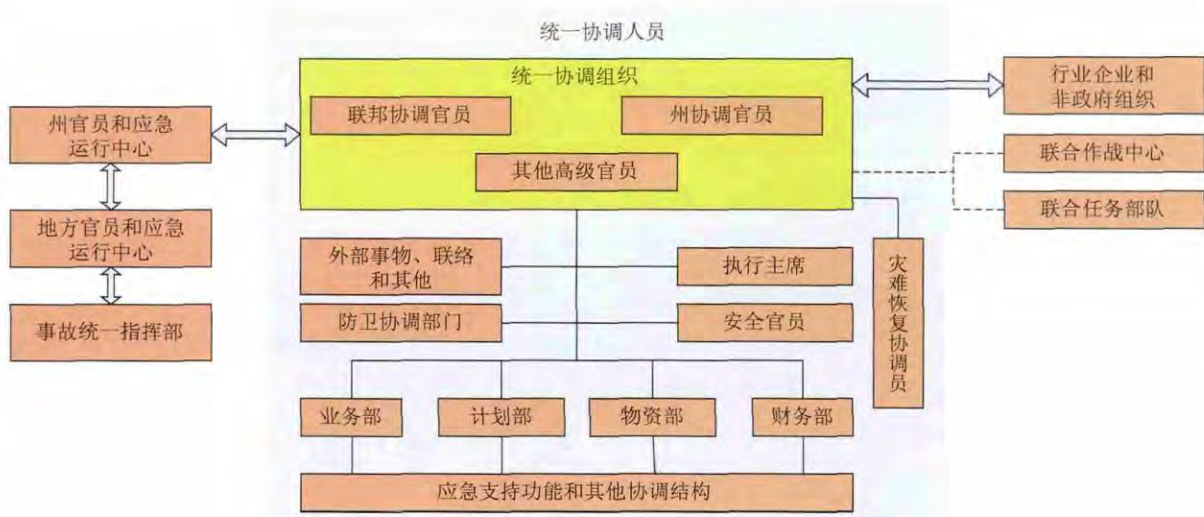 统一协调人员
统一协调组织
联邦协调官员
州协调官员
其他高级官员
行业企业和
非政府组织
联合作战中心
联合任务部队
州官员和应急
运行中心
地方官员和应急
运行中心
事故统一指挥部
外部事物、联络
和其他
执行主席
防卫协调部门
安全官员
灾难恢复协调员
业务部
计划部
物资部
财务部
应急支持功能和其他协调结构